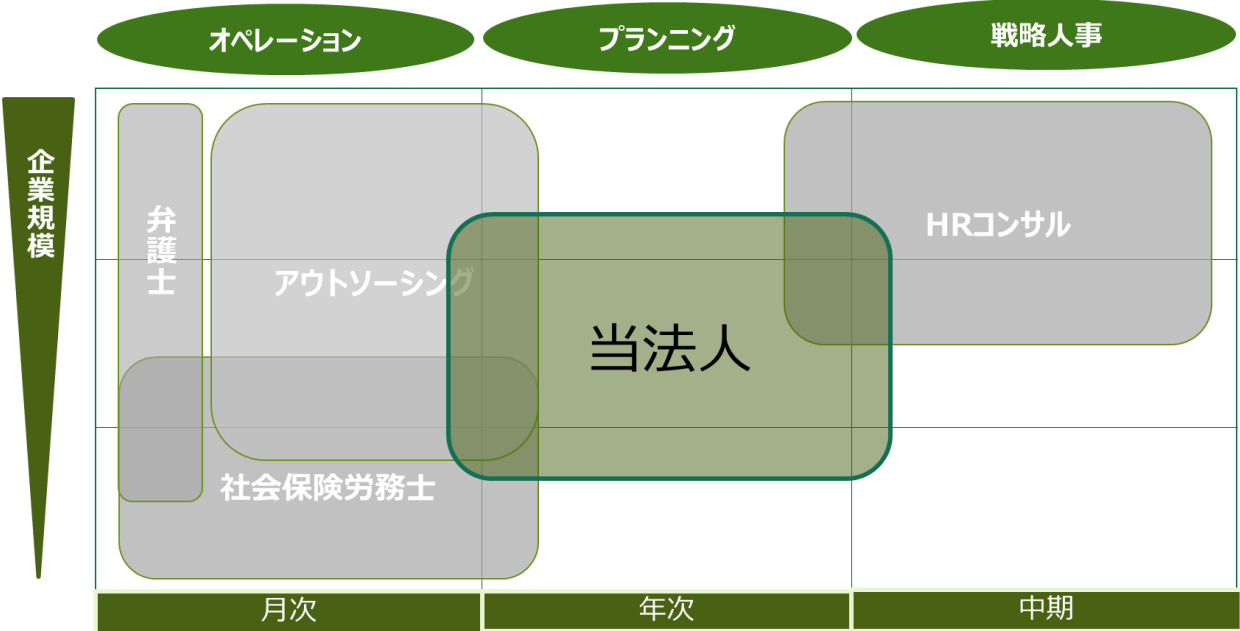 オペレーション
プランニング
戦略人事
企業規模
弁護士
アウトソーシング
HRコンサル
当法人
社会保険労務士
月次
年次
中期